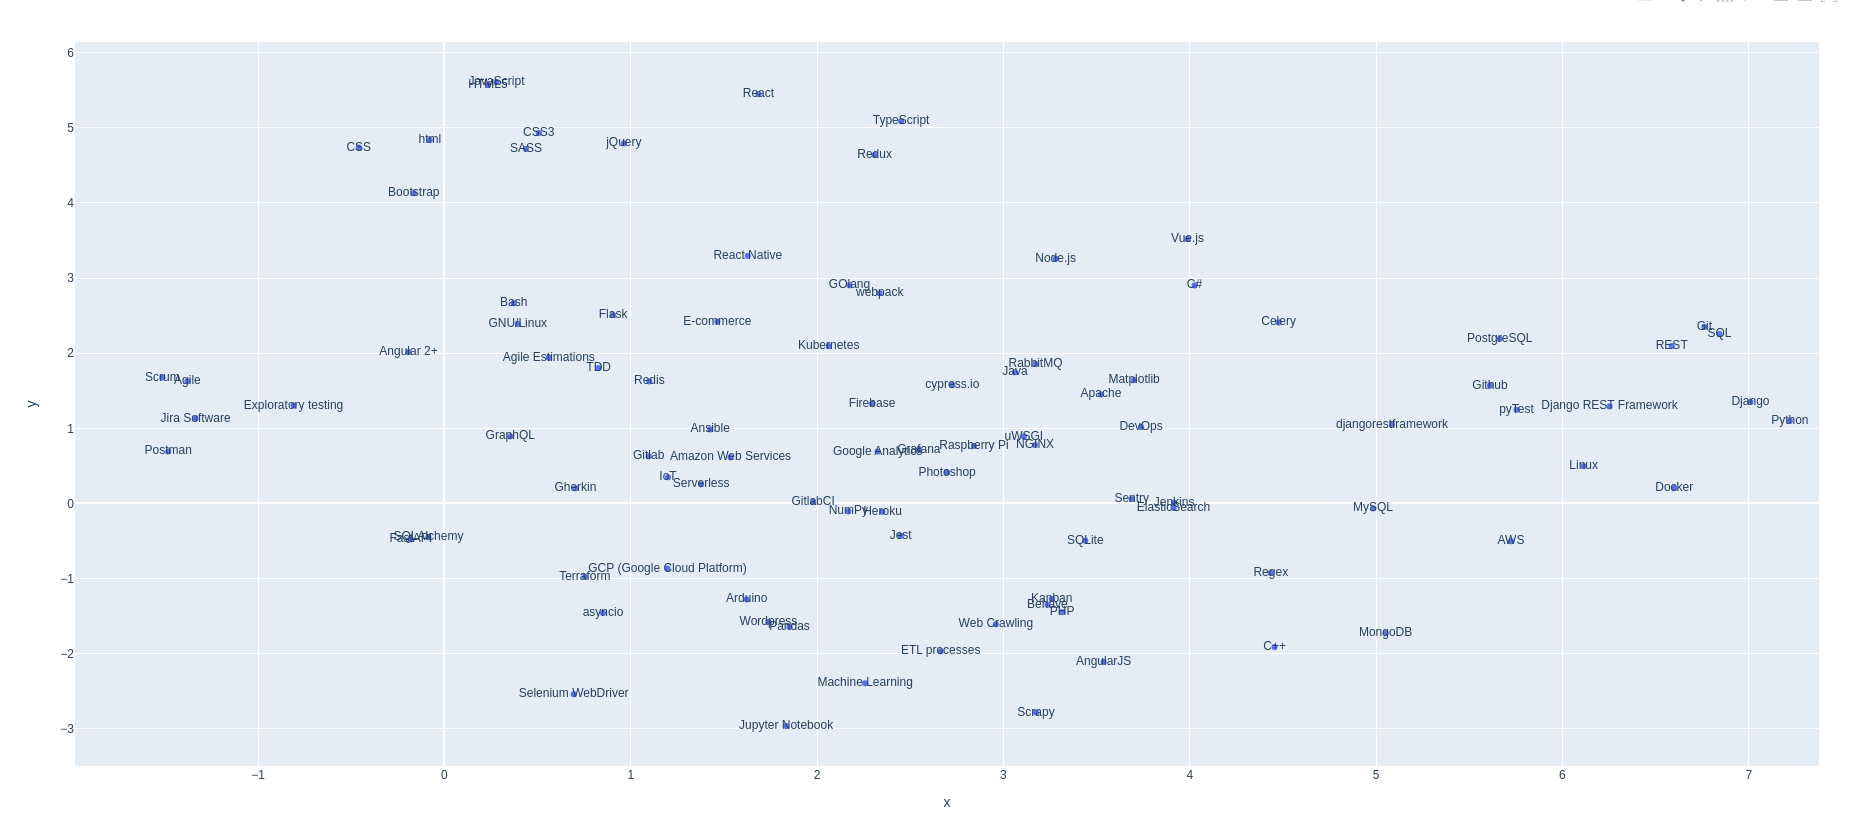 6
JavaScript
HTML5
React
TypeScript
5
CSS3
html
jQuery
CSS
SASS
Redux
Bootstrap
4
Vue.js
React Native
Node.js
3
GOlang
C#
webpack
Bash
Flask
GNU/Linux
E-commerce
Celery
Git
SQL
PostgreSQL
Kubernetes
REST
Angular 2+
2
Agile Estimations
RabbitMQ
TDD
Java
Scrum
Agile
Redis
Matplotlib
cypress.io
Github
Apache
Exploratory testing
Firebase
Django REST Framework
Django
pyTest
Jira Software
Python
y
1
Ansible
DevOps
djangorestframework
GraphQL
uWSGI
NGINX
Raspberry Pi
Postman
Google Analytics
Grafana
Gitlab
Amazon Web Services
Linux
IoT
Photoshop
Serverless
Gherkin
Docker
0
GitlabCI
Sentry
Jenkins
ElasticSearch
MySQL
NumPy
Heroku
SQLAlchemy
FastAPI
Jest
SQLite
AWS
GCP (Google Cloud Platform)
Terraform
Regex
−1
Arduino
Kanban
Behave
PHP
asyncio
Wordpress
Pandas
Web Crawling
MongoDB
C++
ETL processes
−2
AngularJS
Machine Learning
Selenium WebDriver
Scrapy
Jupyter Notebook
−3
−1 0 1 2 3 4 5 6 7
x